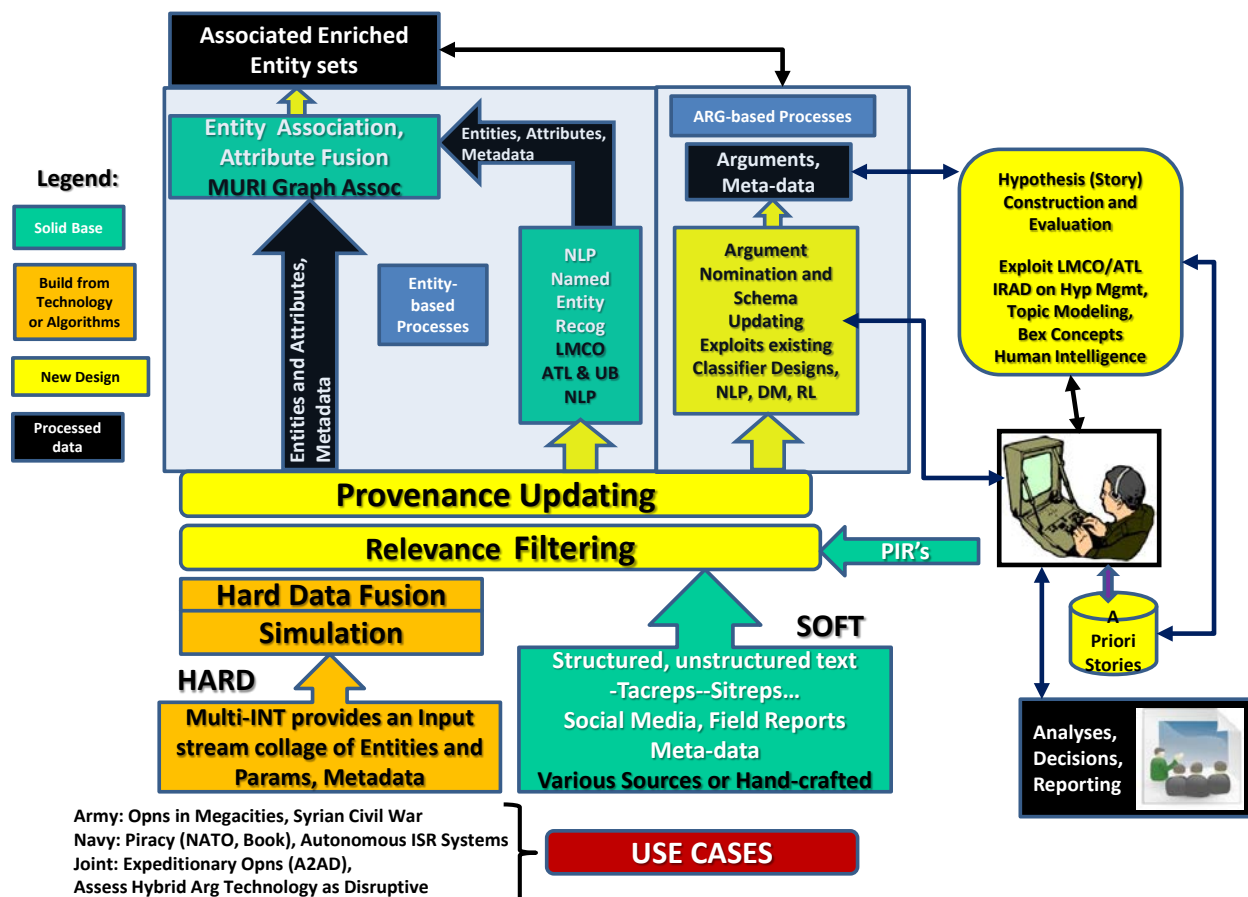 Associated Enriched
Entity sets
ARG-based Processes
Entity  Association,
Attribute Fusion
MURI Graph Assoc
Entities, Attributes,
Metadata
Arguments,
Meta-data
Legend:
Solid Base
Build from
Technology
or Algorithms
New Design
Processed
data
Entities and Attributes,
Metadata
Entity-
based
Processes
NLP
Named
Entity
Recog
LMCO
ATL & UB
NLP
Argument
Nomination and
Schema
Updating
Exploits existing
Classifier Designs,
NLP, DM, RL
Hypothesis (Story)
Construction and
Evaluation
Exploit LMCO/ATL
IRAD on Hyp Mgmt,
Topic Modeling,
Bex Concepts
Human Intelligence
Provenance Updating
Relevance Filtering
PIR's
Hard Data Fusion
Simulation
HARD
Multi-INT provides an Input
stream collage of Entities and
Params, Metadata
SOFT
Structured, unstructured text
-Tacreps--Sitreps…
Social Media, Field Reports
Meta-data
Various Sources or Hand-crafted
A
Priori
Stories
Analyses,
Decisions,
Reporting
Army: Opns in Megacities, Syrian Civil War
Navy: Piracy (NATO, Book), Autonomous ISR Systems
Joint: Expeditionary Opns (A2AD),
Assess Hybrid Arg Technology as Disruptive
USE CASES